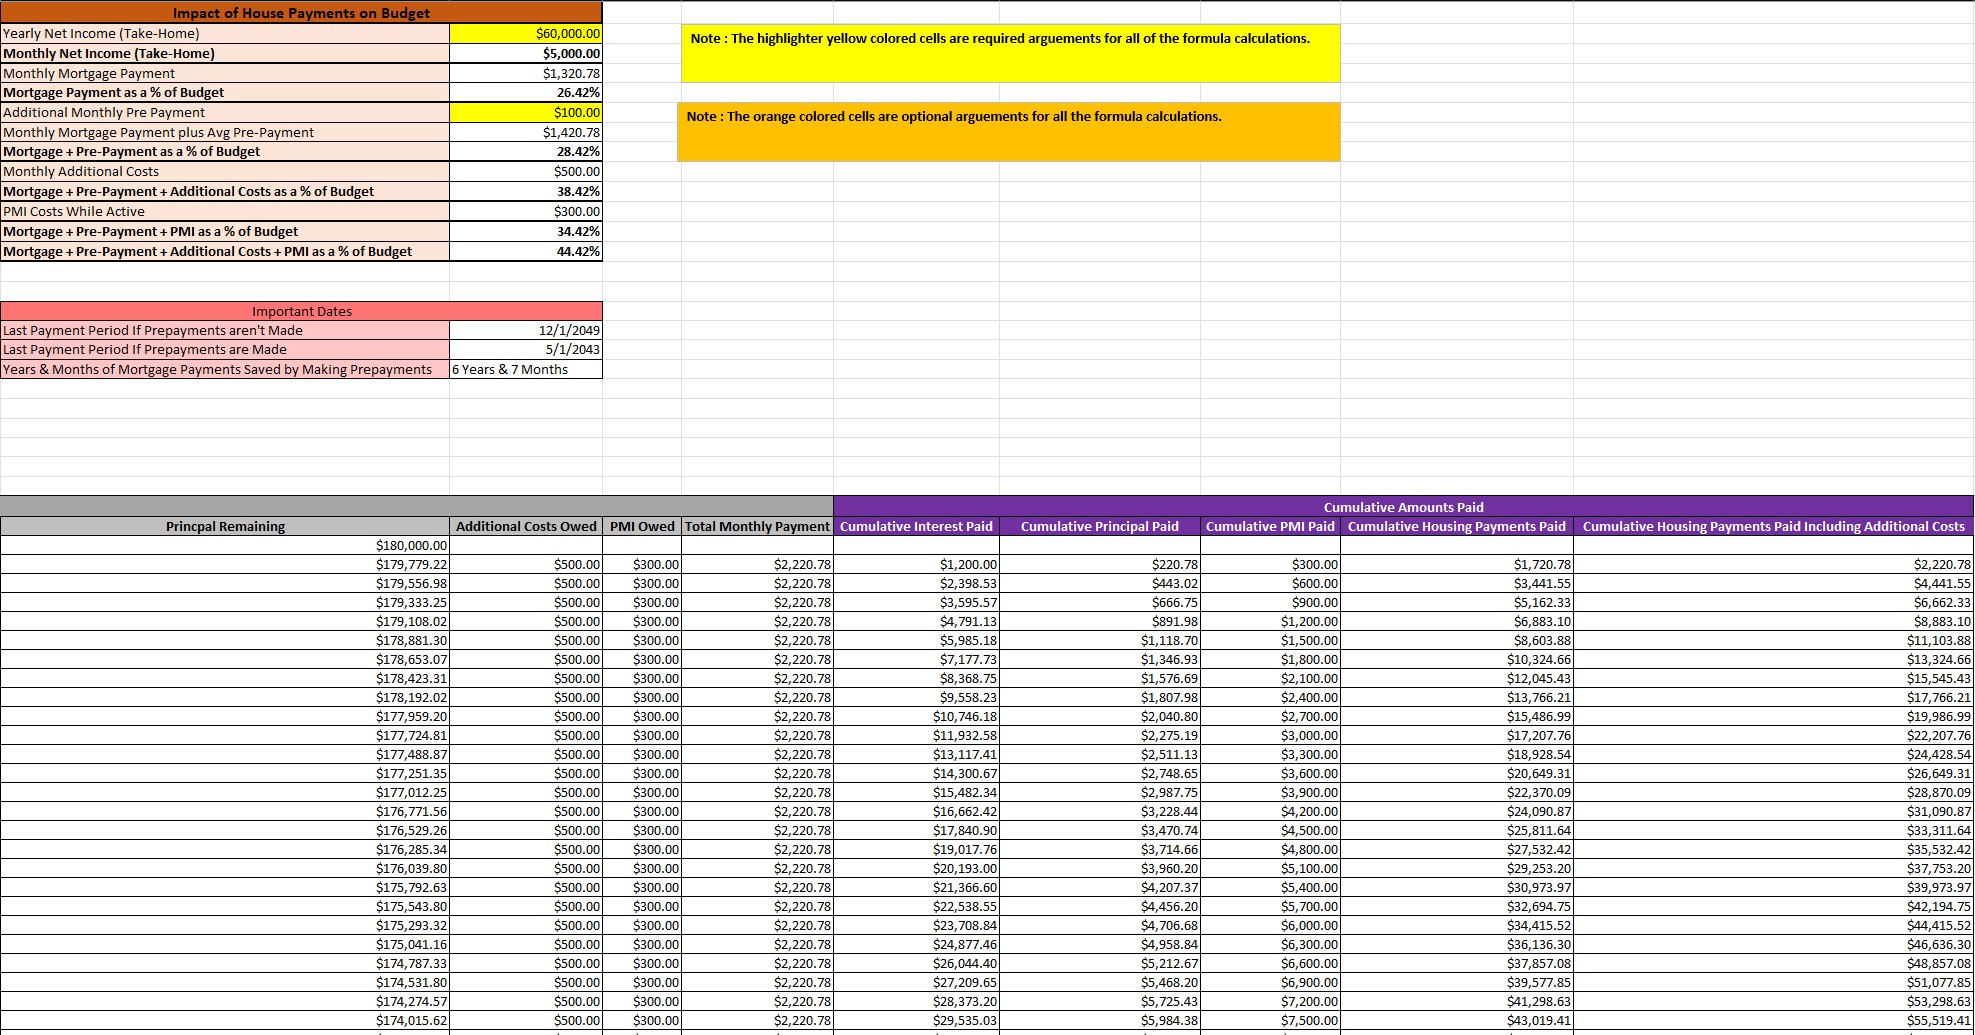 Impact of House Payments on Budget
Yearly Net Income (Take-Home) $60,000.00
Note : The highlighter yellow colored cells are required arguements for all of the formula calculations.
Monthly Net Income (Take-Home) $5,000.00
Monthly Mortgage Payment $1,320.78
Mortgage Payment as a % of Budget 26.42%
Additional Monthly Pre Payment $100.00
Note : The orange colored cells are optional arguements for all the formula calculations.
Monthly Mortgage Payment plus Avg Pre-Payment $1,420.78
Mortgage + Pre-Payment as a % of Budget 28.42%
Monthly Additional Costs $500.00
Mortgage + Pre-Payment + Additional Costs as a % of Budget 38.42%
PMI Costs While Active $300.00
Mortgage + Pre-Payment + PMI as a % of Budget 34.42%
Mortgage + Pre-Payment + Additional Costs + PMI as a % of Budget 44.42%
Important Dates
Last Payment Period If Prepayments aren't Made 12/1/2049
Last Payment Period If Prepayments are Made 5/1/2043
Years & Months of Mortgage Payments Saved by Making Prepayments 6 Years & 7 Months
Cumulative Amounts Paid
Princpal Remaining Additional Costs Owed PMI Owed Total Monthly Payment Cumulative Interest Paid Cumulative Principal Paid Cumulative PMI Paid Cumulative Housing Payments Paid Cumulative Housing Payments Paid Including Additional Costs
$180,000.00
$179,779.22 $500.00 $300.00 $2,220.78 $1,200.00 $220.78 $300.00 $1,720.78 $2,220.78
$179,556.98 $500.00 $300.00 $2,220.78 $2,398.53 $443.02 $600.00 $3,441.55 $4,441.55
$179,333.25 $500.00 $300.00 $2,220.78 $3,595.57 $666.75 $900.00 $5,162.33 $6,662.33
$179,108.02 $500.00 $300.00 $2,220.78 $4,791.13 $891.98 $1,200.00 $6,883.10 $8,883.10
$178,881.30 $500.00 $300.00 $2,220.78 $5,985.18 $1,118.70 $1,500.00 $8,603.88 $11,103.88
$178,653.07 $500.00 $300.00 $2,220.78 $7,177.73 $1,346.93 $1,800.00 $10,324.66 $13,324.66
$178,423.31 $500.00 $300.00 $2,220.78 $8,368.75 $1,576.69 $2,100.00 $12,045.43 $15,545.43
$178,192.02 $500.00 $300.00 $2,220.78 $9,558.23 $1,807.98 $2,400.00 $13,766.21 $17,766.21
$177,959.20 $500.00 $300.00 $2,220.78 $10,746.18 $2,040.80 $2,700.00 $15,486.99 $19,986.99
$177,724.81 $500.00 $300.00 $2,220.78 $11,932.58 $2,275.19 $3,000.00 $17,207.76 $22,207.76
$177,488.87 $500.00 $300.00 $2,220.78 $13,117.41 $2,511.13 $3,300.00 $18,928.54 $24,428.54
$177,251.35 $500.00 $300.00 $2,220.78 $14,300.67 $2,748.65 $3,600.00 $20,649.31 $26,649.31
$177,012.25 $500.00 $300.00 $2,220.78 $15,482.34 $2,987.75 $3,900.00 $22,370.09 $28,870.09
$176,771.56 $500.00 $300.00 $2,220.78 $16,662.42 $3,228.44 $4,200.00 $24,090.87 $31,090.87
$176,529.26 $500.00 $300.00 $2,220.78 $17,840.90 $3,470.74 $4,500.00 $25,811.64 $33,311.64
$176,285.34 $500.00 $300.00 $2,220.78 $19,017.76 $3,714.66 $4,800.00 $27,532.42 $35,532.42
$176,039.80 $500.00 $300.00 $2,220.78 $20,193.00 $3,960.20 $5,100.00 $29,253.20 $37,753.20
$175,792.63 $500.00 $300.00 $2,220.78 $21,366.60 $4,207.37 $5,400.00 $30,973.97 $39,973.97
$175,543.80 $500.00 $300.00 $2,220.78 $22,538.55 $4,456.20 $5,700.00 $32,694.75 $42,194.75
$175,293.32 $500.00 $300.00 $2,220.78 $23,708.84 $4,706.68 $6,000.00 $34,415.52 $44,415.52
$175,041.16 $500.00 $300.00 $2,220.78 $24,877.46 $4,958.84 $6,300.00 $36,136.30 $46,636.30
$174,787.33 $500.00 $300.00 $2,220.78 $26,044.40 $5,212.67 $6,600.00 $37,857.08 $48,857.08
$174,531.80 $500.00 $300.00 $2,220.78 $27,209.65 $5,468.20 $6,900.00 $39,577.85 $51,077.85
$174,274.57 $500.00 $300.00 $2,220.78 $28,373.20 $5,725.43 $7,200.00 $41,298.63 $53,298.63
$174,015.62 $500.00 $300.00 $2,220.78 $29,535.03 $5,984.38 $7,500.00 $43,019.41 $55,519.41